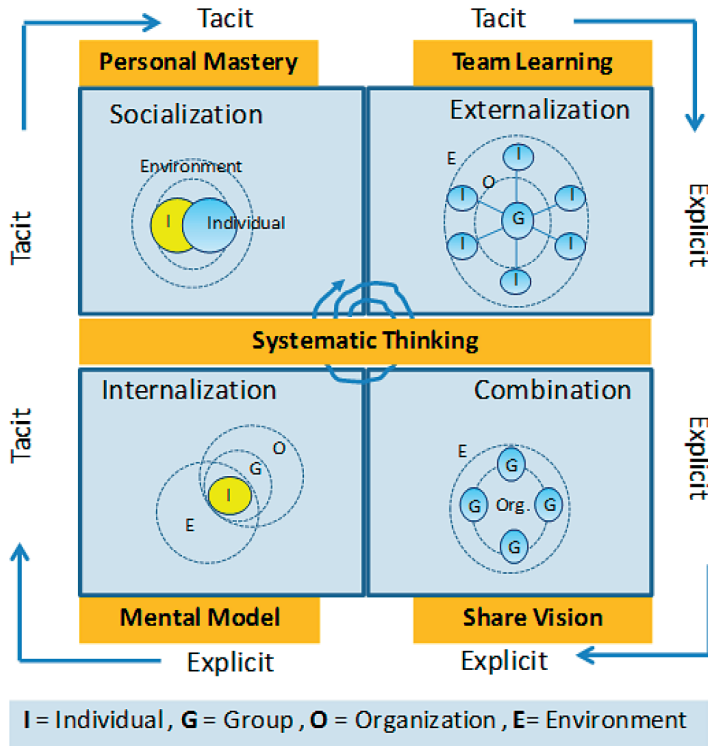 Tacit
Tacit
Personal Mastery
Team Learning
Socialization
Externalization
Environment
I
Individual
E
O
I
I
I
G
I
I
I
Tacit
Explicit
Systematic Thinking
Internalization
Combination
O
G
I
E
E
G
G
Org.
G
G
Tacit
Explicit
Mental Model
Share Vision
Explicit
Explicit
I = Individual , G = Group , O = Organization , E= Environment